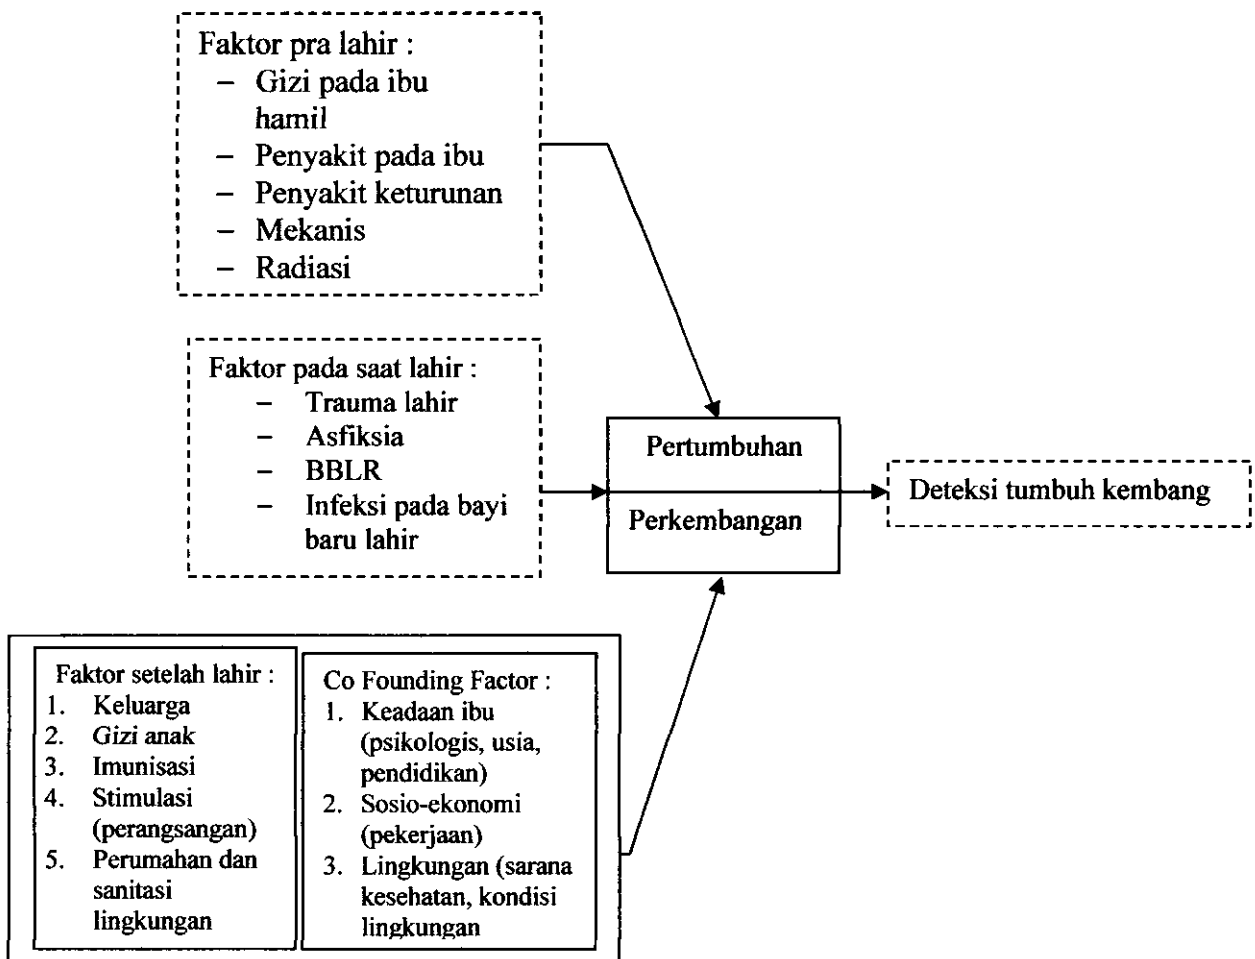 Faktor pra lahir :
– Gizi pada ibu
hamil
– Penyakit pada ibu
– Penyakit keturunan
– Mekanis
– Radiasi
Faktor pada saat lahir :
– Trauma lahir
– Asfiksia
– BBLR
– Infeksi pada bayi
baru lahir
Pertumbuhan
Perkembangan
Deteksi tumbuh kembang
Faktor setelah lahir :
1. Keluarga
2. Gizi anak
3. Imunisasi
4. Stimulasi
(perangsangan)
5. Perumahan dan
sanitasi
lingkungan
Co Founding Factor :
1. Keadaan ibu
(psikologis, usia,
pendidikan)
2. Sosio-ekonomi
(pekerjaan)
3. Lingkungan (sarana
kesehatan, kondisi
lingkungan